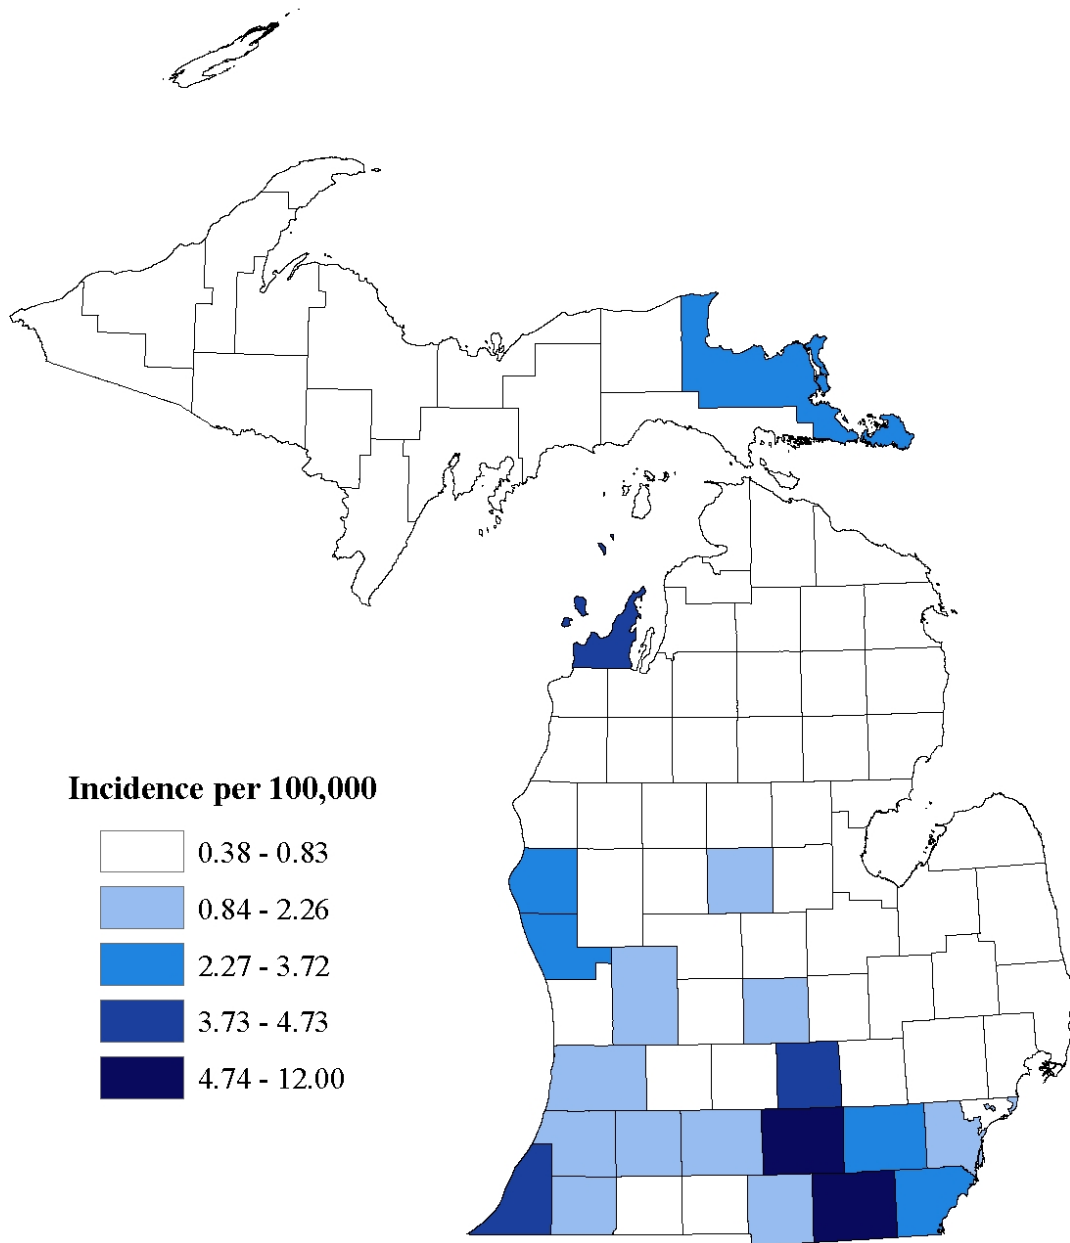 Incidence per 100,000
0.38 - 0.83
0.84 - 2.26
2.27 - 3.72
3.73 - 4.73
4.74 - 12.00